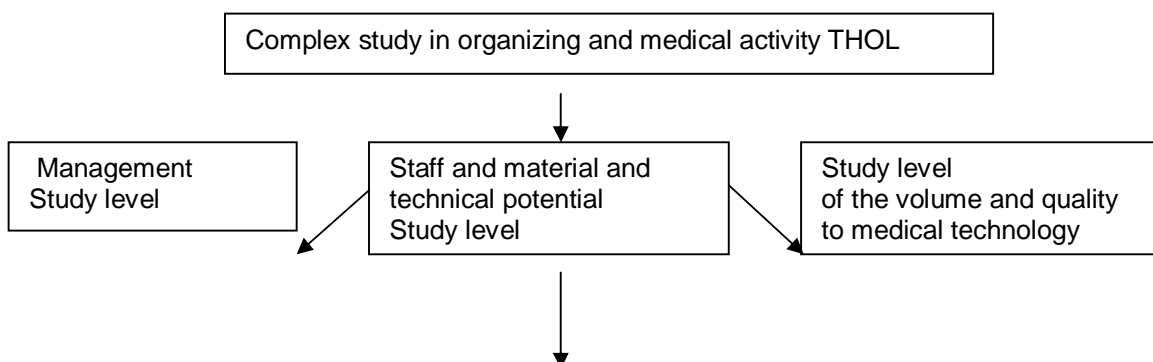 Complex study in organizing and medical activity THOL
Management
Study level
Staff and material and
technical potential
Study level
Study level
of the volume and quality
to medical technology